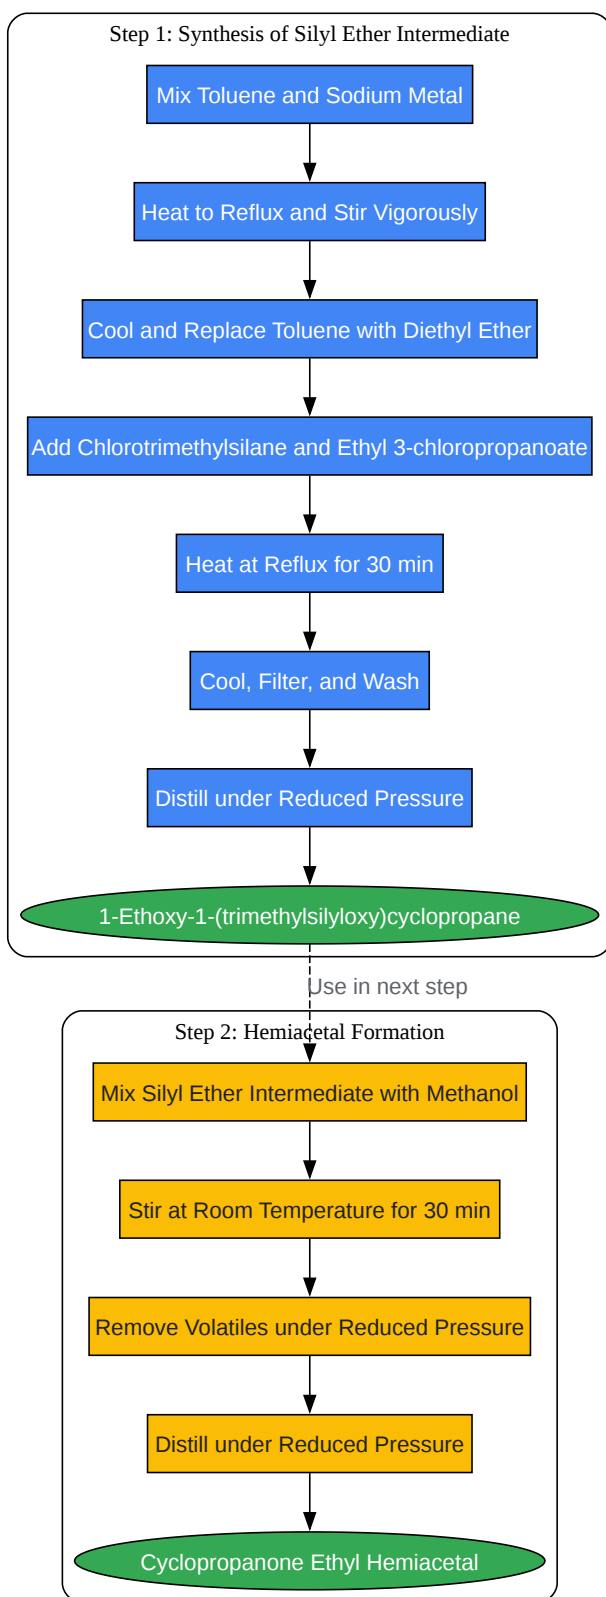 Step 1: Synthesis of Silyl Ether Intermediate
Mix Toluene and Sodium Metal
Heat to Reflux and Stir Vigorously
Cool and Replace Toluene with Diethyl Ether
Add Chlorotrimethylsilane and Ethyl 3-chloropropanoate
Heat at Reflux for 30 min
Cool, Filter, and Wash
Distill under Reduced Pressure
1-Ethoxy-1-(trimethylsilyloxy)cyclopropane
Use in next step
Step 2: Hemiacetal Formation
Mix Silyl Ether Intermediate with Methanol
Stir at Room Temperature for 30 min
Remove Volatiles under Reduced Pressure
Distill under Reduced Pressure
Cyclopropanone Ethyl Hemiacetal